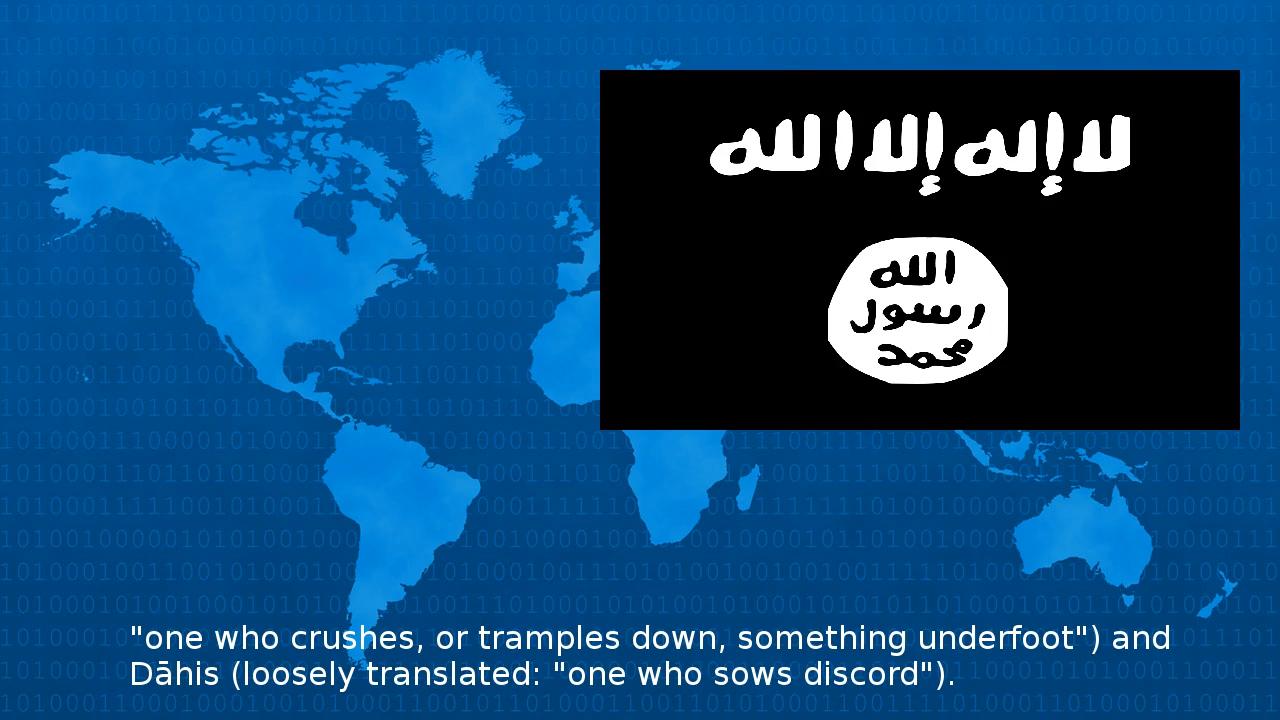 لا إله إلا الله
الله
رسول
محمد
"one who crushes, or tramples down, something underfoot") and
Dāhis (loosely translated: "one who sows discord").